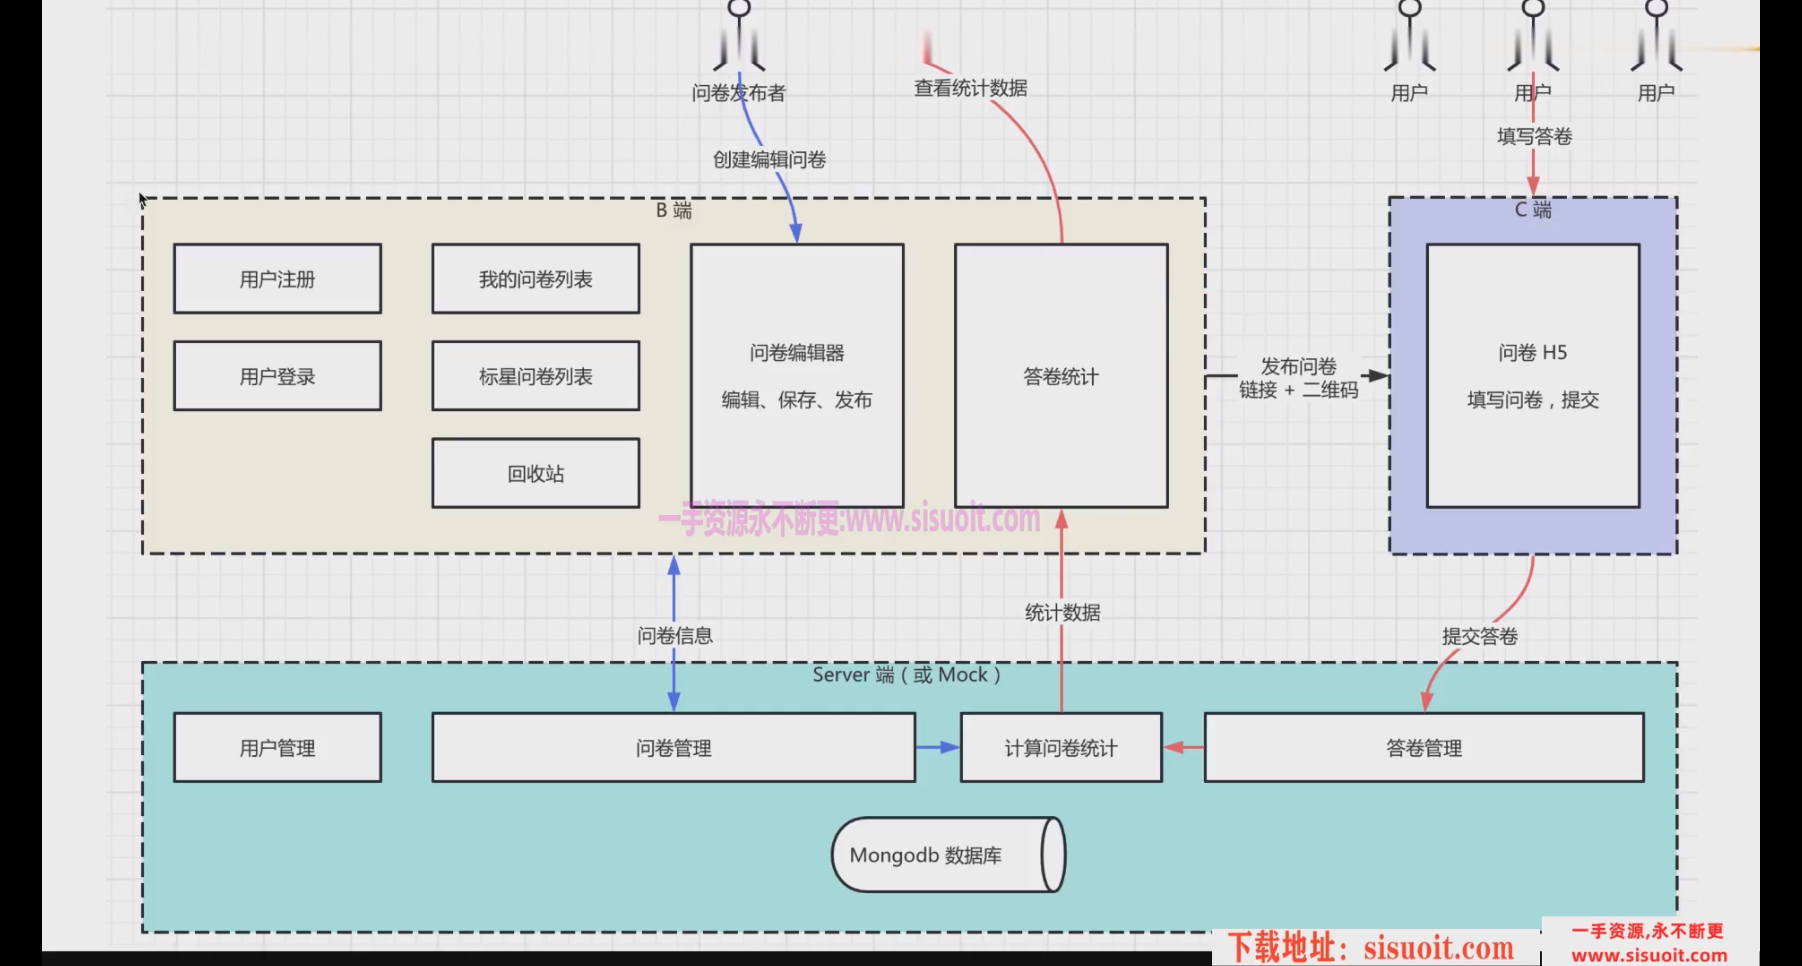 问卷发布者
查看统计数据
用户
用户
用户
创建编辑问卷
填写答卷
B 端
C 端
用户注册
我的问卷列表
用户登录
标星问卷列表
回收站
问卷编辑器
编辑、保存、发布
答卷统计
发布问卷
链接 + 二维码
问卷 H5
填写问卷，提交
一手资源永不断更:www.sisuoit.com
问卷信息
统计数据
提交答卷
Server 端（或 Mock）
用户管理
问卷管理
计算问卷统计
答卷管理
Mongodb 数据库
下载地址：sisuoit.com
一手资源,永不断更
www.sisuoit.com